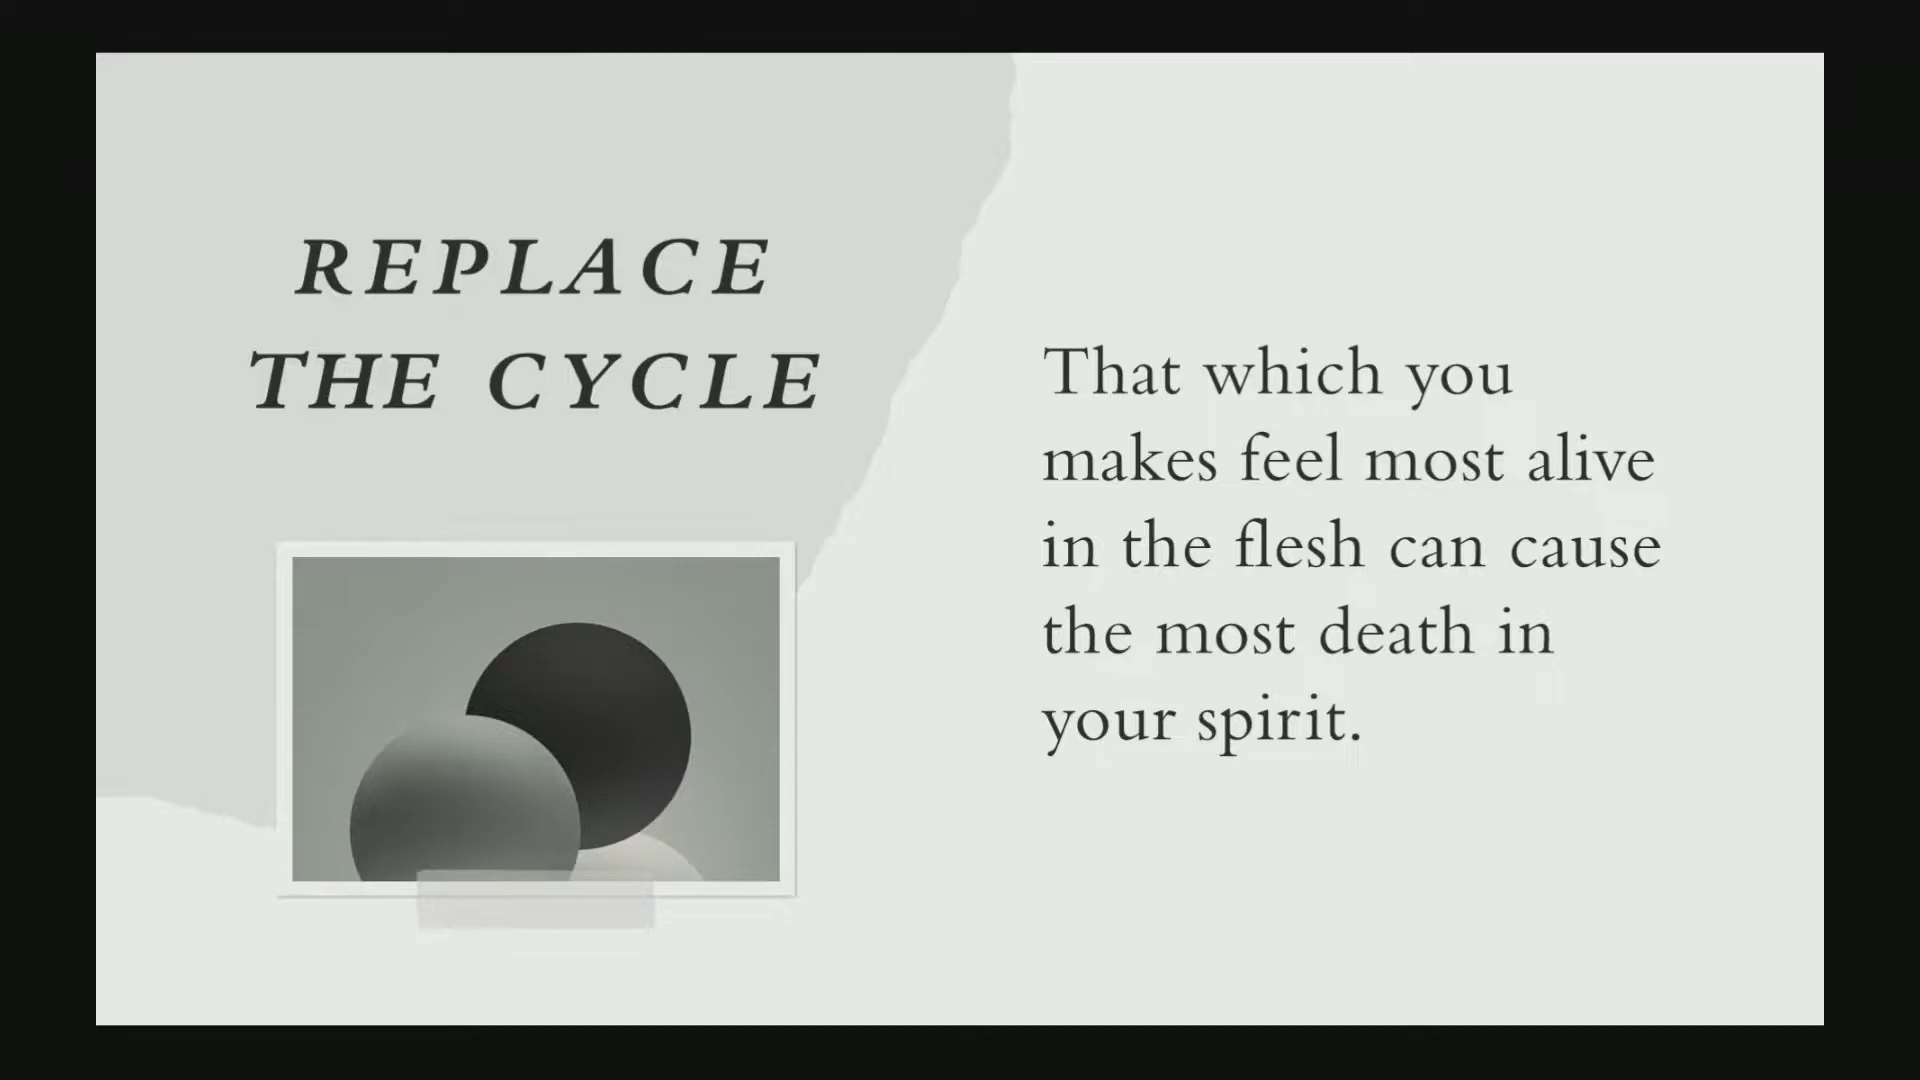 REPLACE
THE CYCLE
That which you
makes feel most alive
in the flesh can cause
the most death in
your spirit.